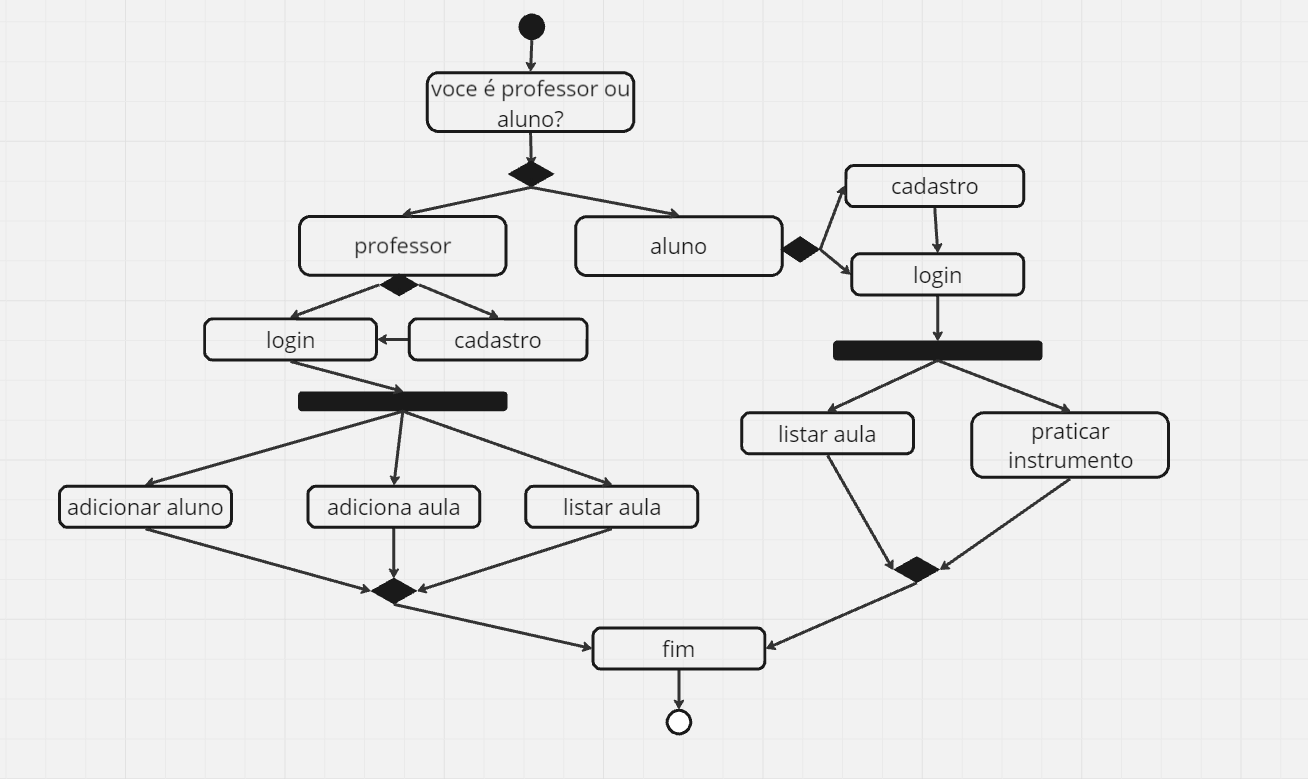 voce é professor ou
aluno?
cadastro
professor
aluno
login
login
cadastro
listar aula
praticar
instrumento
adicionar aluno
adiciona aula
listar aula
fim